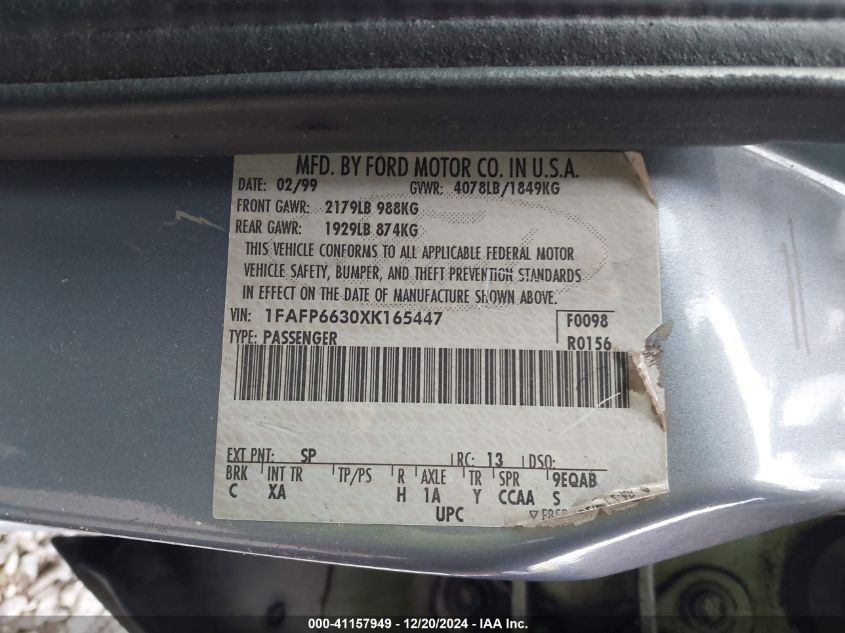 MFD. BY FORD MOTOR CO. IN U.S.A.
DATE: 02/99 GVWR: 4078LB/1849KG
FRONT GAWR: 2179LB 988KG
REAR GAWR: 1929LB 874KG
THIS VEHICLE CONFORMS TO ALL APPLICABLE FEDERAL MOTOR
VEHICLE SAFETY, BUMPER, AND THEFT PREVENTION STANDARDS
IN EFFECT ON THE DATE OF MANUFACTURE SHOWN ABOVE.
VIN: 1FAFP6630XK165447 F0098
TYPE: PASSENGER R0156
EXT PNT: SP RC: 13 DSO:
BRK INT TR TP/PS R AXLE TR SPR 9EQAB
C XA H 1A Y CCAA S
UPC
000-41157949 - 12/20/2024 - IAA Inc.